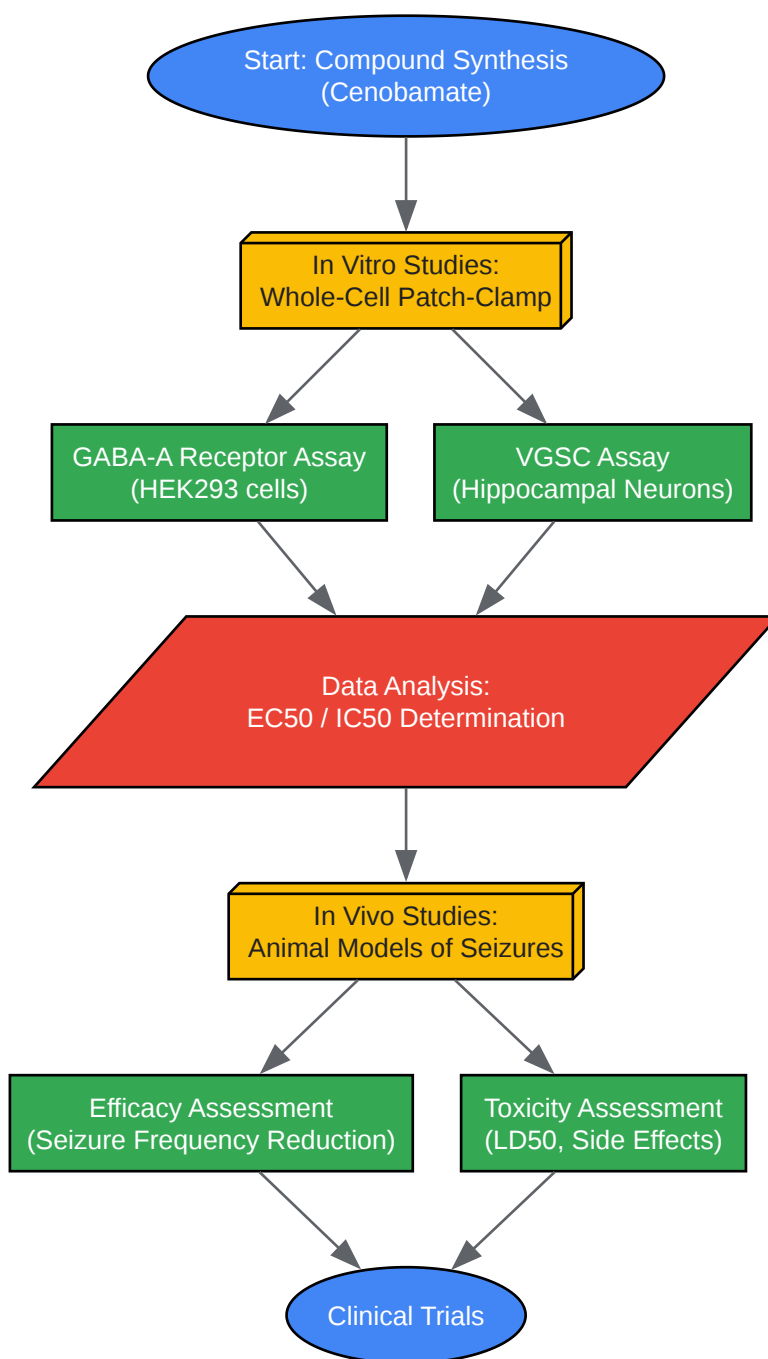 Start: Compound Synthesis
(Cenobamate)
In Vitro Studies:
Whole-Cell Patch-Clamp
GABA-A Receptor Assay
(HEK293 cells)
VGSC Assay
(Hippocampal Neurons)
Data Analysis:
EC50 / IC50 Determination
In Vivo Studies:
Animal Models of Seizures
Efficacy Assessment
(Seizure Frequency Reduction)
Toxicity Assessment
(LD50, Side Effects)
Clinical Trials